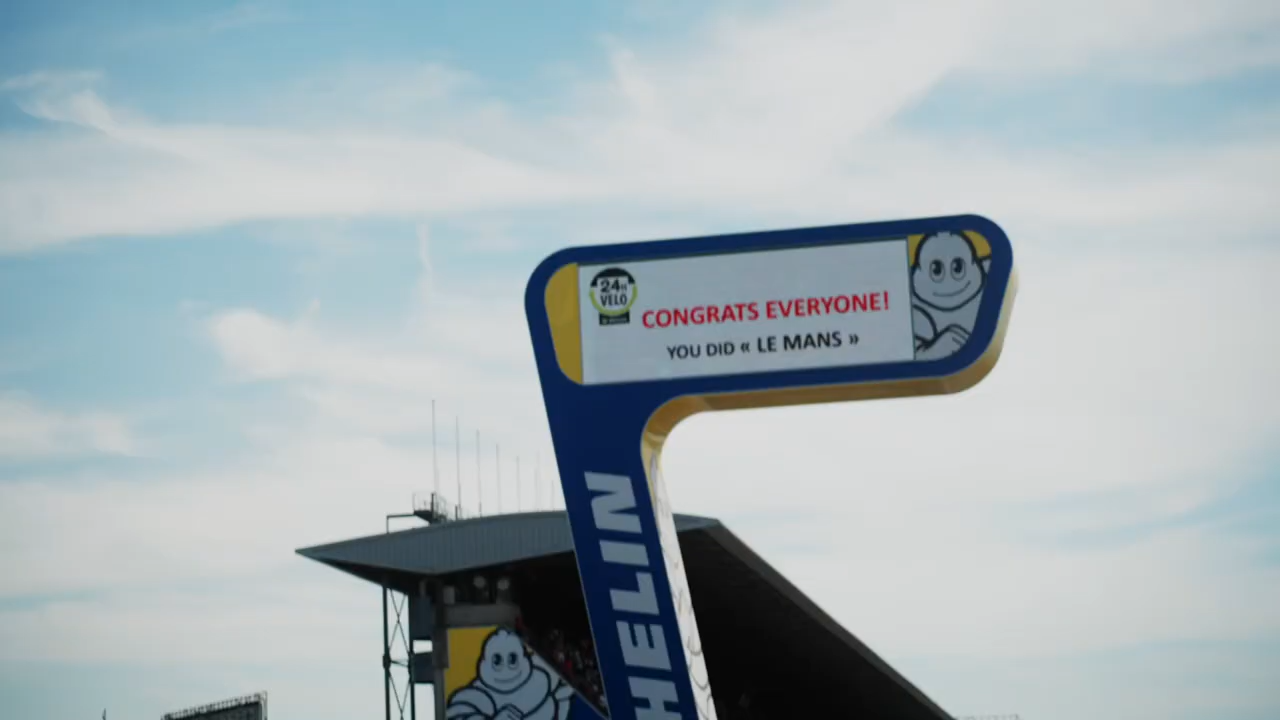 24H
VELO
CONGRATS EVERYONE!
YOU DID « LE MANS »
HELIN